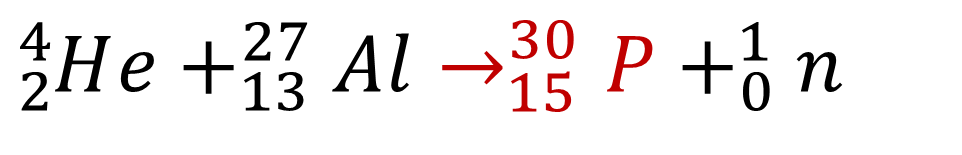 ⁴₂He + ²⁷₁₃Al → ³⁰₁₅P + ¹₀n